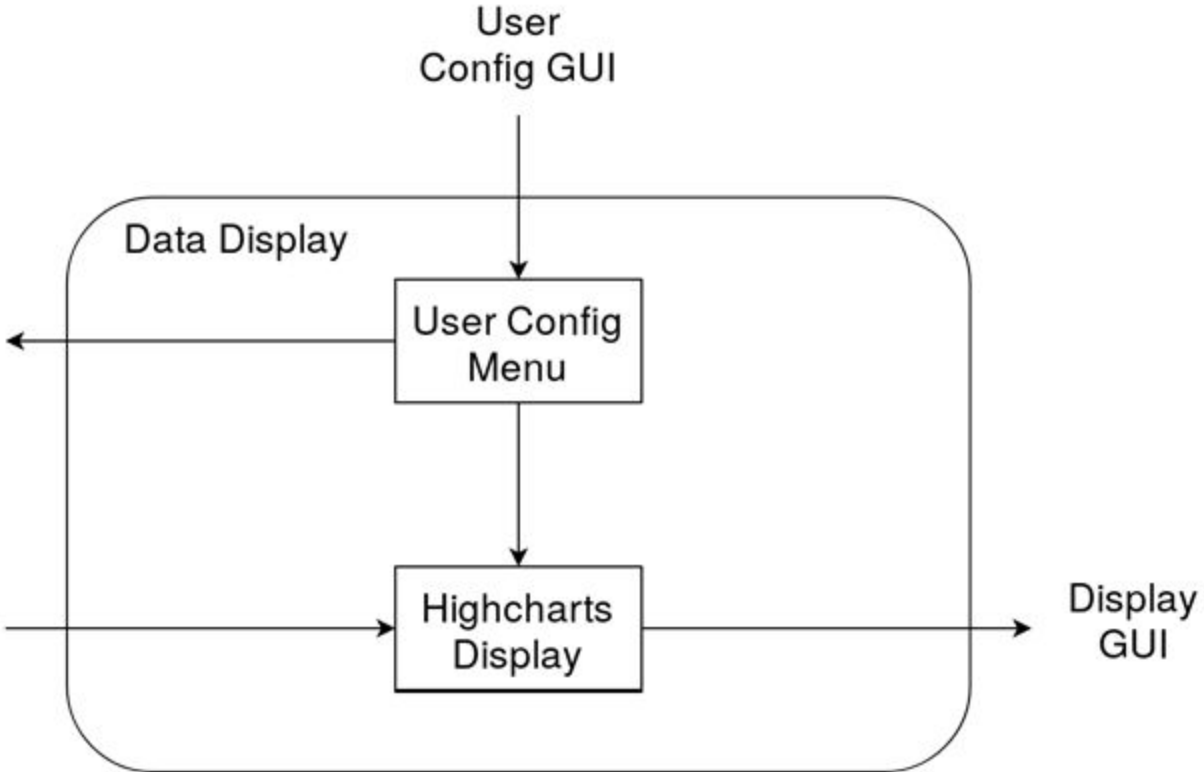 User
Config GUI
Data Display
User Config
Menu
Highcharts
Display
Display
GUI